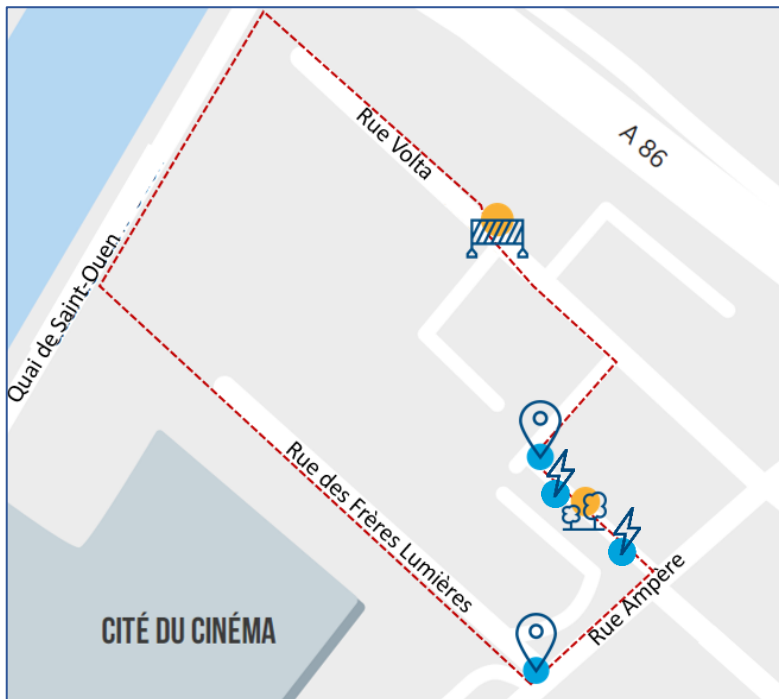 Rue Volta
A 86
Quai de Saint-Ouen
Rue des Frères Lumières
Rue Ampère
CITÉ DU CINÉMA